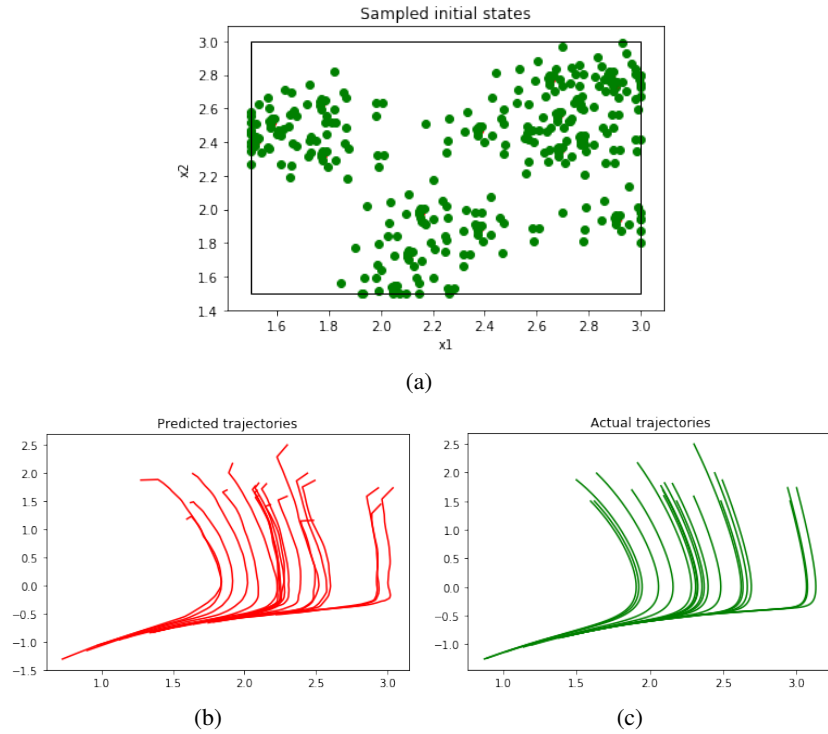 Sampled initial states
3.0
2.8
2.6
2.4
x2
2.2
2.0
1.8
1.6
1.4
1.6 1.8 2.0 2.2 2.4 2.6 2.8 3.0
x1
(a)
Predicted trajectories
2.5
2.0
1.5
1.0
0.5
0.0
−0.5
−1.0
−1.5
1.0 1.5 2.0 2.5 3.0
(b)
Actual trajectories
2.5
2.0
1.5
1.0
0.5
0.0
−0.5
−1.0
1.0 1.5 2.0 2.5 3.0
(c)